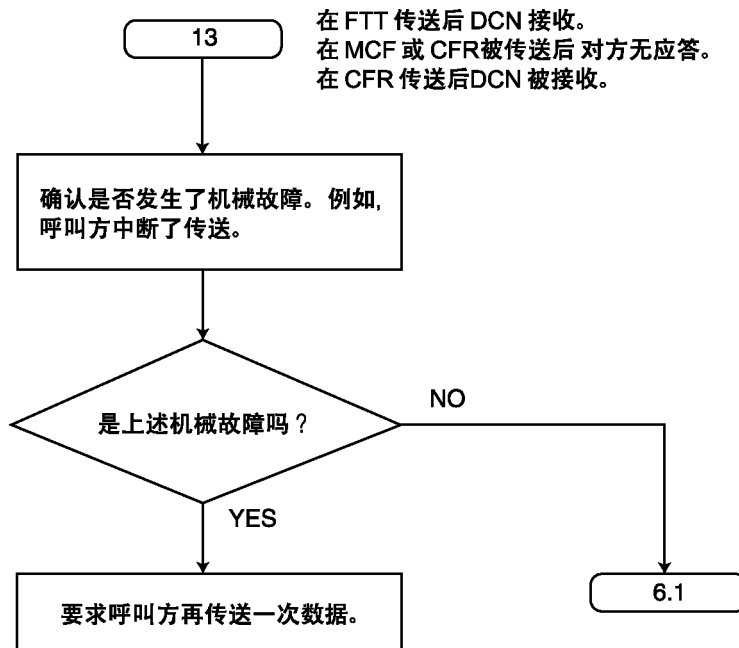 13
在 FTT 传送后 DCN 接收。
在 MCF 或 CFR被传送后 对方无应答。
在 CFR 传送后DCN 被接收。
确认是否发生了机械故障。例如,
呼叫方中断了传送。
是上述机械故障吗？
NO
YES
要求呼叫方再传送一次数据。
6.1